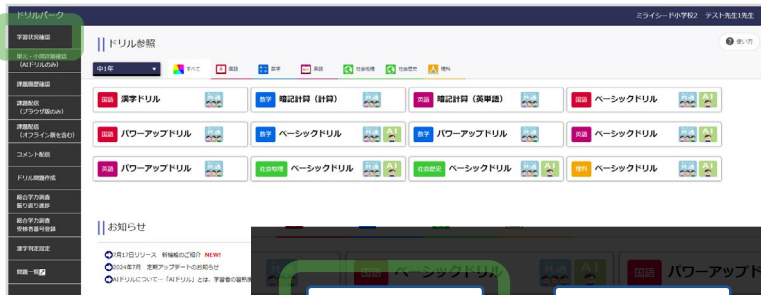 ドリルパーク
ミライシード小学校2 テスト先生1先生
学習状況確認
単元・小問詳細確認
(AIドリルのみ)
課題履歴確認
課題配信
(ブラウザ版のみ)
課題配信
(オフライン版を含む)
コメント配信
ドリル問題作成
総合学力調査
振り返り進捗
総合学力調査
受検者番号登録
漢字判定設定
問題一覧
ドリル参照
使い方
中1年
すべて
国語
数学
英語
社会地理
社会歴史
理科
国語 漢字ドリル 共通
数学 暗記計算(計算) 共通
英語 暗記計算(英単語) 共通
国語 ベーシックドリル 共通 AI
国語 パワーアップドリル 共通
数学 ベーシックドリル 共通 AI
数学 パワーアップドリル 共通
英語 ベーシックドリル 共通 AI
英語 パワーアップドリル 共通
社会地理 ベーシックドリル 共通 AI
社会歴史 ベーシックドリル 共通 AI
理科 ベーシックドリル 共通 AI
お知らせ
7月17日リリース 新機能のご紹介 NEW!
2024年7月 定期アップデートのお知らせ
AIドリルについて…「AIドリル」とは、学習者の習熟
国語 ベーシックドリル
国語 パワーアップド